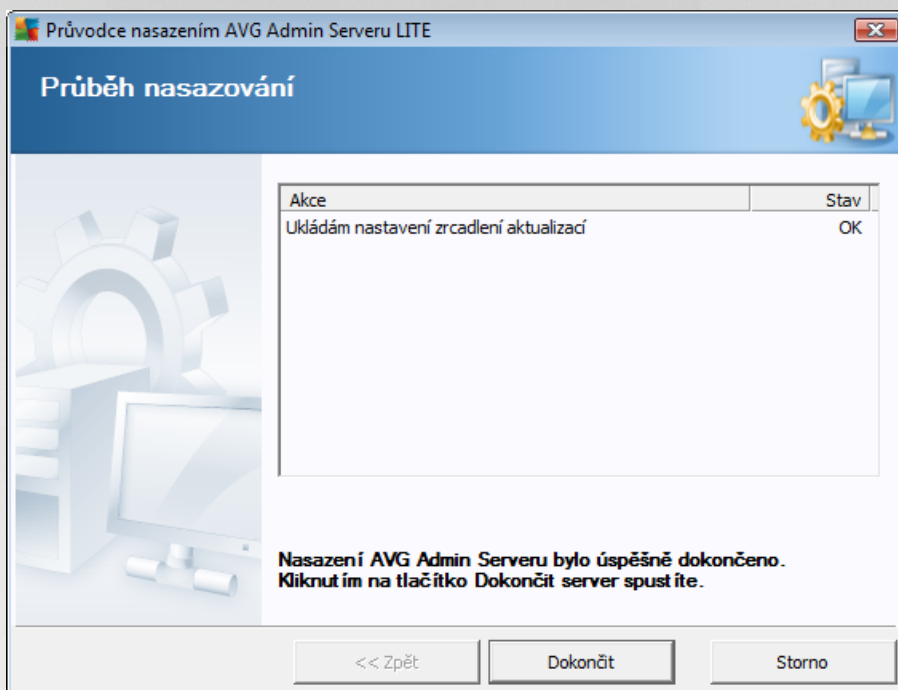 Průvodce nasazením AVG Admin Serveru LITE
Průběh nasazování
Akce Stav
Ukládám nastavení zrcadlení aktualizací OK
Nasazení AVG Admin Serveru bylo úspěšně dokončeno.
Kliknutím na tlačítko Dokončit server spustíte.
<< Zpět Dokončit Storno